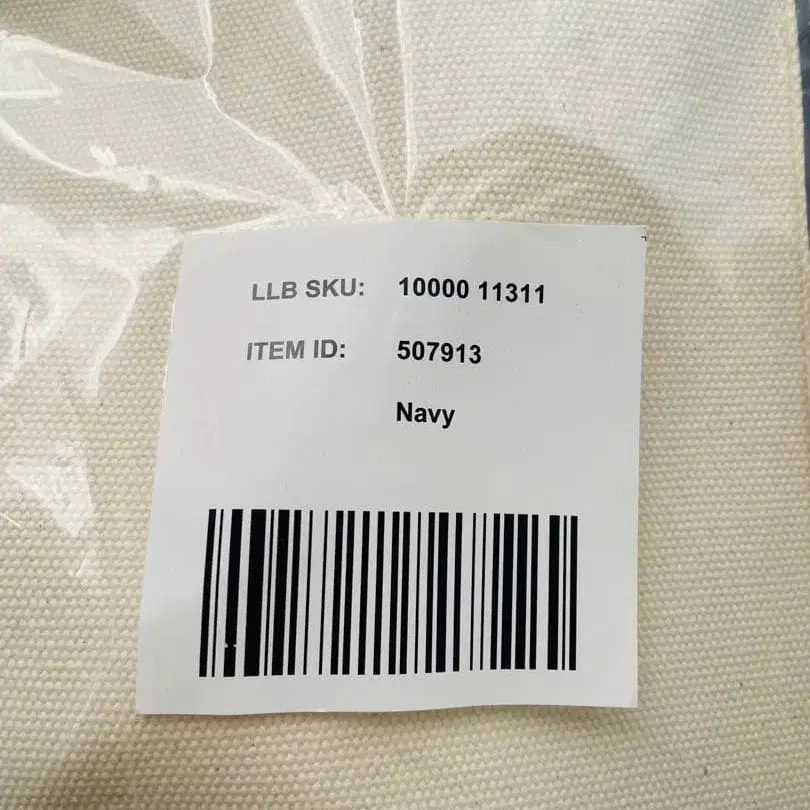 LLB SKU: 10000 11311
ITEM ID: 507913
Navy